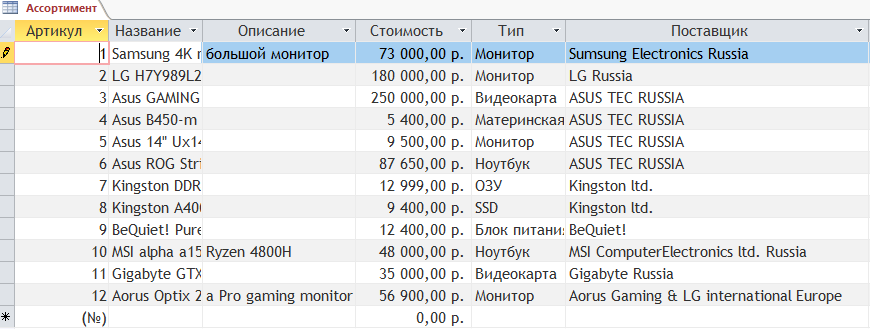 Ассортимент
Артикул Название Описание Стоимость Тип Поставщик
1 Samsung 4K большой монитор 73 000,00 р. Монитор Sumsung Electronics Russia
2 LG H7Y989L2 180 000,00 р. Монитор LG Russia
3 Asus GAMING 250 000,00 р. Видеокарта ASUS TEC RUSSIA
4 Asus B450-m 5 400,00 р. Материнская ASUS TEC RUSSIA
5 Asus 14" Ux14 9 500,00 р. Монитор ASUS TEC RUSSIA
6 Asus ROG Stri 87 650,00 р. Ноутбук ASUS TEC RUSSIA
7 Kingston DDR 12 999,00 р. ОЗУ Kingston ltd.
8 Kingston A400 9 400,00 р. SSD Kingston ltd.
9 BeQuiet! Pure 12 400,00 р. Блок питания BeQuiet!
10 MSI alpha a15 Ryzen 4800H 48 000,00 р. Ноутбук MSI ComputerElectronics ltd. Russia
11 Gigabyte GTX 35 000,00 р. Видеокарта Gigabyte Russia
12 Aorus Optix 2 a Pro gaming monitor 56 900,00 р. Монитор Aorus Gaming & LG international Europe
(№) 0,00 р.